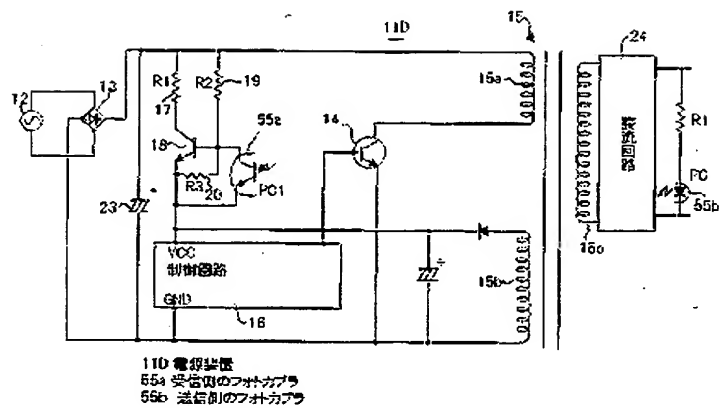 11D
15
24
13
12
R1
17
R2
19
15a
55a
14
18
R3
20
PC1
23
整流回路
R1
PC
55b
15c
VCC
制御回路
GND
16
15b
+
11D 電源装置
55a 受信側のフォトカプラ
55b 送信側のフォトカプラ